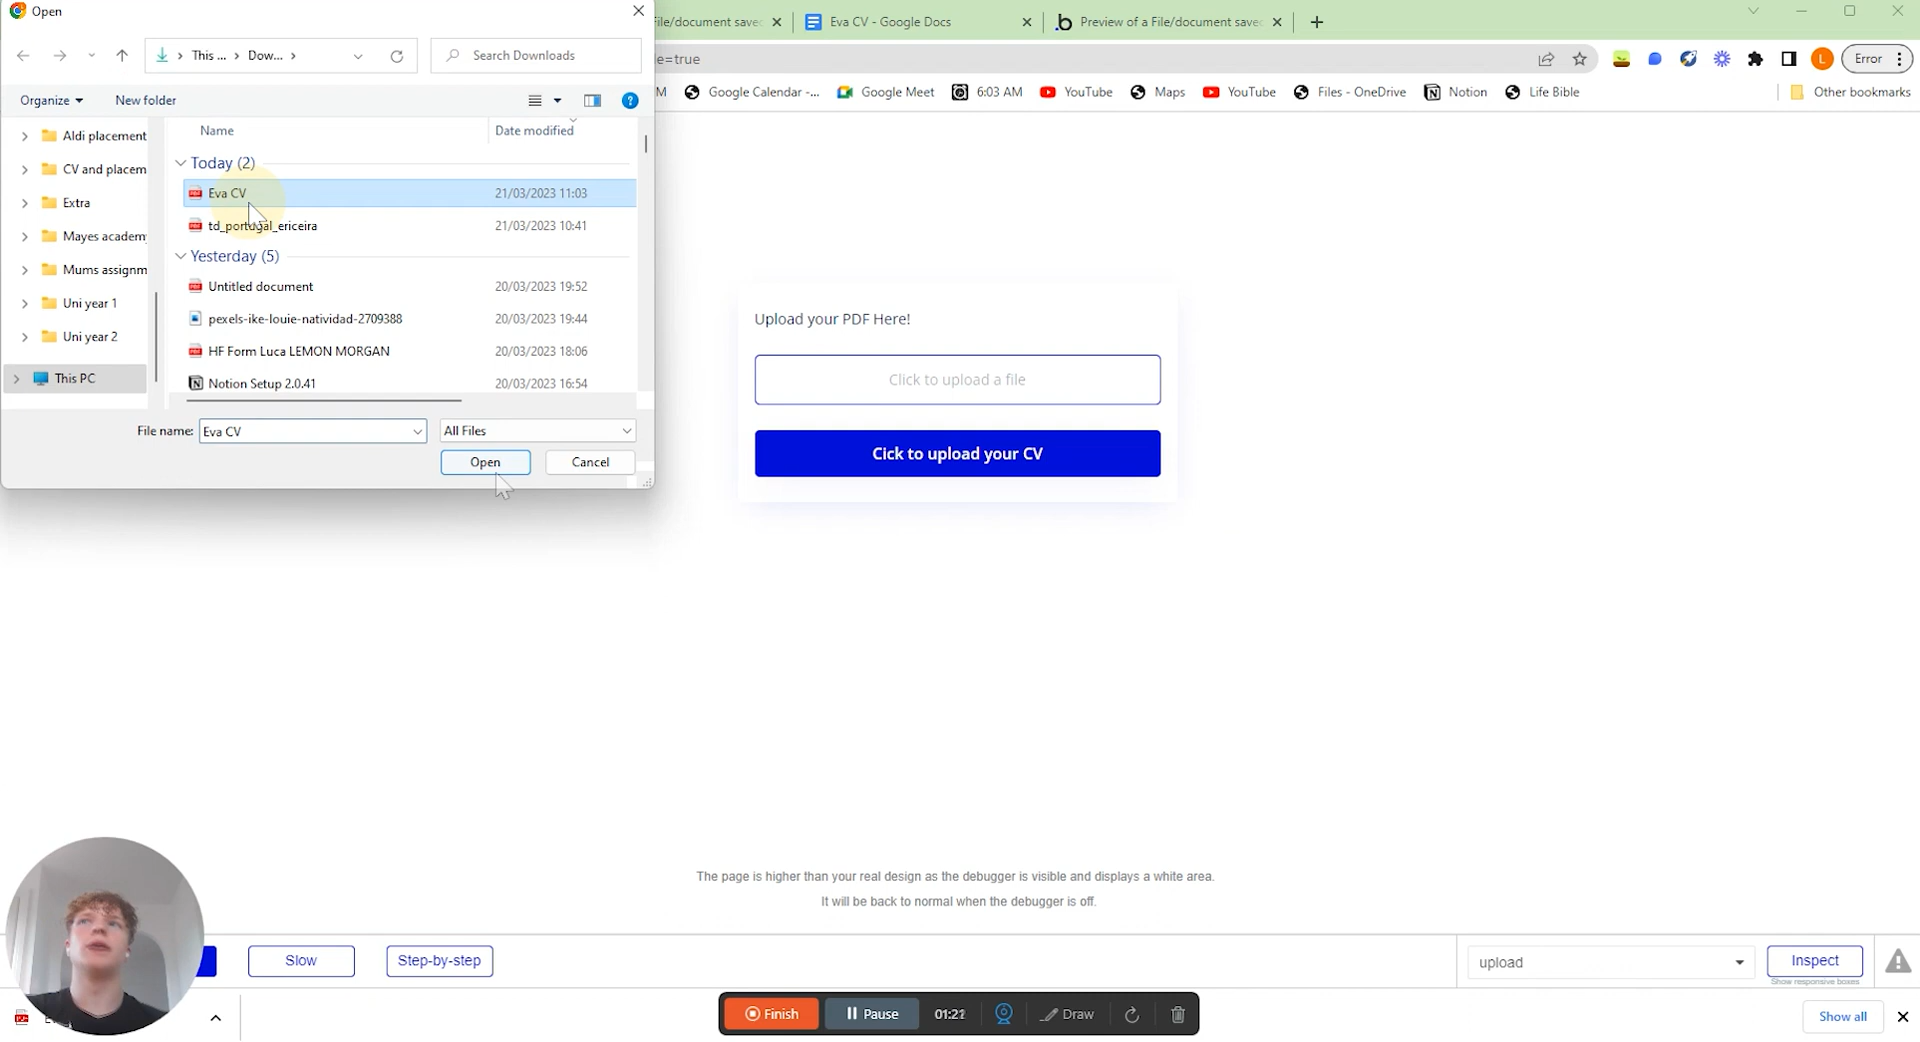 Open
File/document save
Eva CV - Google Docs
Preview of a File/document save
This ...
Dow...
Search Downloads
e=true
Error
Organize
New folder
M
Google Calendar -...
Google Meet
6:03 AM
YouTube
Maps
YouTube
Files - OneDrive
Notion
Life Bible
Other bookmarks
Name
Date modified
Aldi placement
CV and placem
Extra
Mayes academ
Mums assignm
Uni year 1
Uni year 2
This PC
Today (2)
Eva CV 21/03/2023 11:03
td_portugal_ericeira 21/03/2023 10:41
Yesterday (5)
Untitled document 20/03/2023 19:52
pexels-ike-louie-natividad-2709388 20/03/2023 19:44
HF Form Luca LEMON MORGAN 20/03/2023 18:06
Notion Setup 2.0.41 20/03/2023 16:54
File name: Eva CV
All Files
Open
Cancel
Upload your PDF Here!
Click to upload a file
Cick to upload your CV
The page is higher than your real design as the debugger is visible and displays a white area.
It will be back to normal when the debugger is off.
Slow
Step-by-step
upload
Inspect
Show responsive boxes
Finish
Pause
Draw
Show all